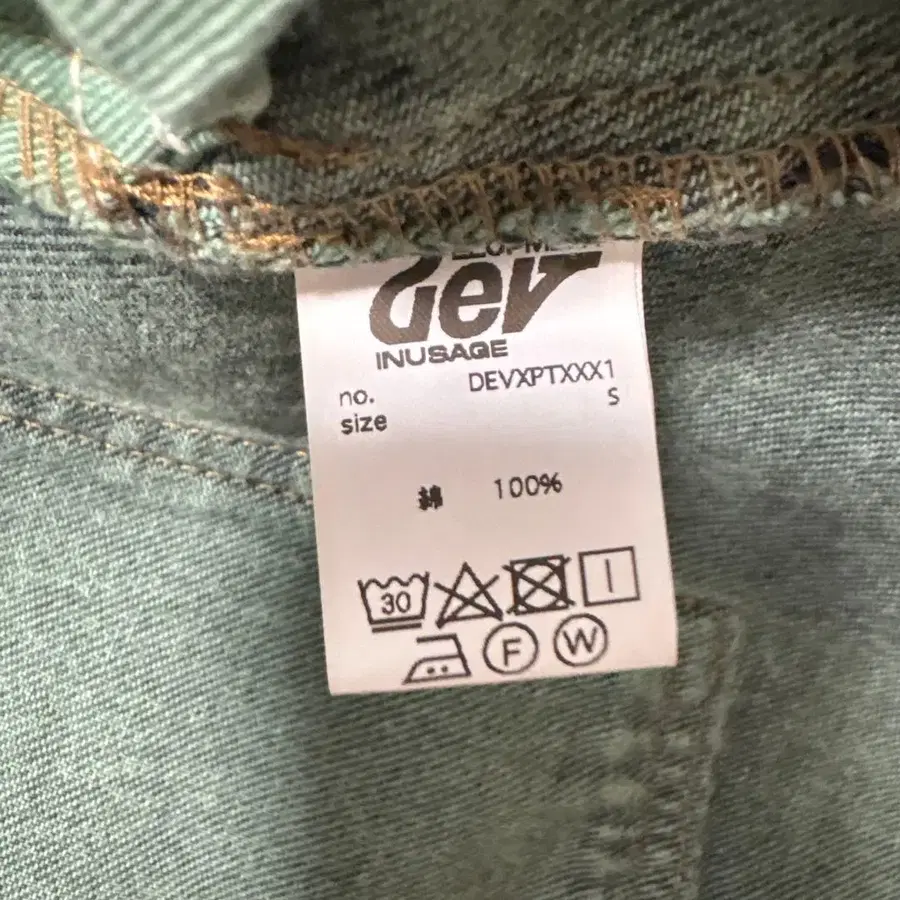 Dev
INUSAGE
no. DEVXPTXXX1
size S
綿 100%
30
F W